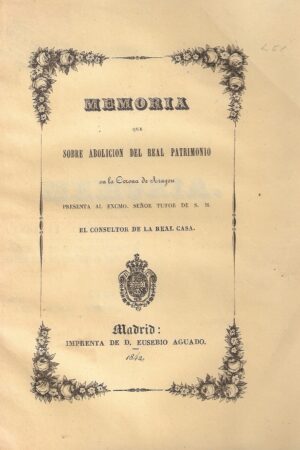 MEMORIA
QUE
SOBRE ABOLICION DEL REAL PATRIMONIO
en la Corona de Aragon
PRESENTA AL EXCMO. SEÑOR TUTOR DE S. M.
EL CONSULTOR DE LA REAL CASA.
Madrid:
IMPRENTA DE D. EUSEBIO AGUADO.
1842